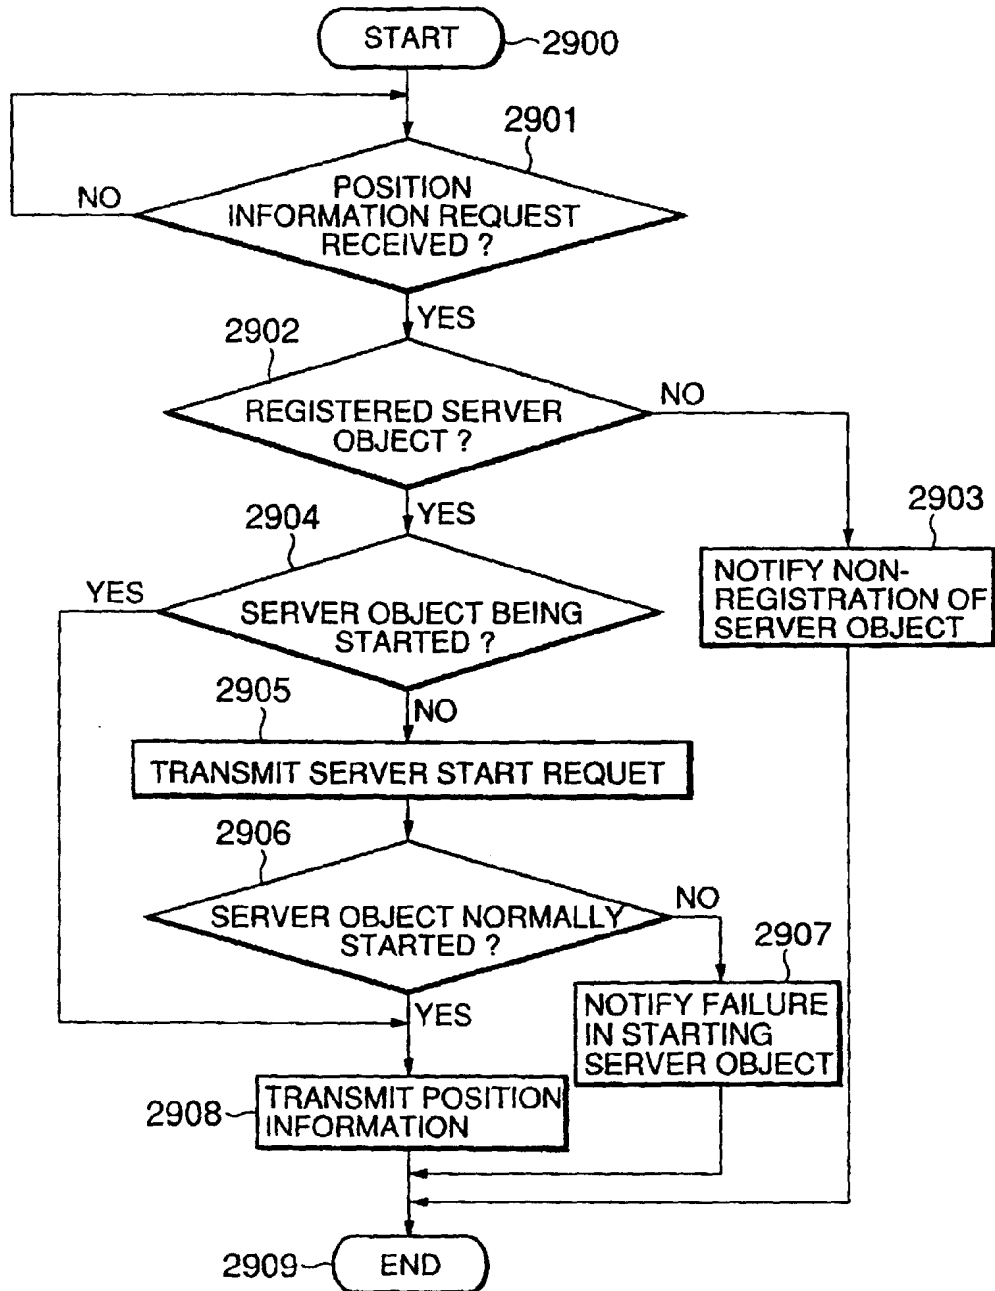 START
2900
2901
NO
POSITION
INFORMATION REQUEST
RECEIVED ?
YES
2902
NO
REGISTERED SERVER
OBJECT ?
YES
2903
NOTIFY NON-
REGISTRATION OF
SERVER OBJECT
2904
YES
SERVER OBJECT BEING
STARTED ?
NO
2905
TRANSMIT SERVER START REQUET
2906
NO
SERVER OBJECT NORMALLY
STARTED ?
YES
2907
NOTIFY FAILURE
IN STARTING
SERVER OBJECT
2908
TRANSMIT POSITION
INFORMATION
2909
END